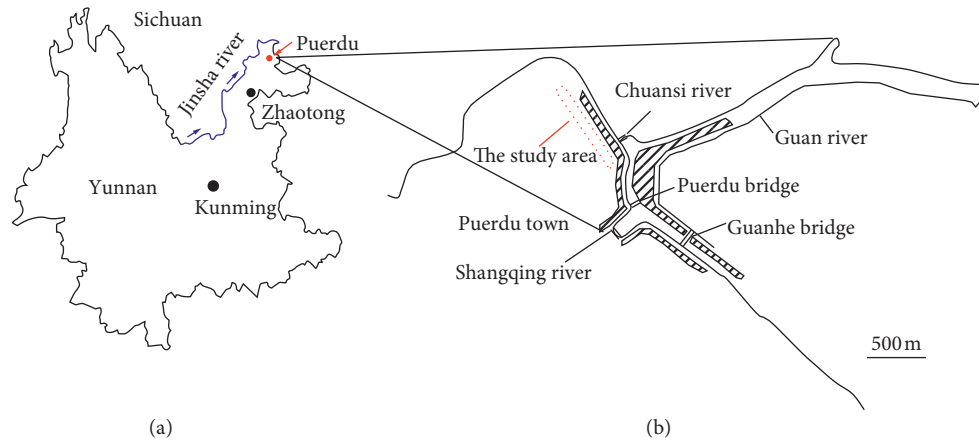 Sichuan
Puerdu
Jinsha river
Zhaotong
Yunnan
Kunming
(a)
Chuansi river
Guan river
The study area
Puerdu bridge
Puerdu town
Guanhe bridge
Shangqing river
500 m
(b)